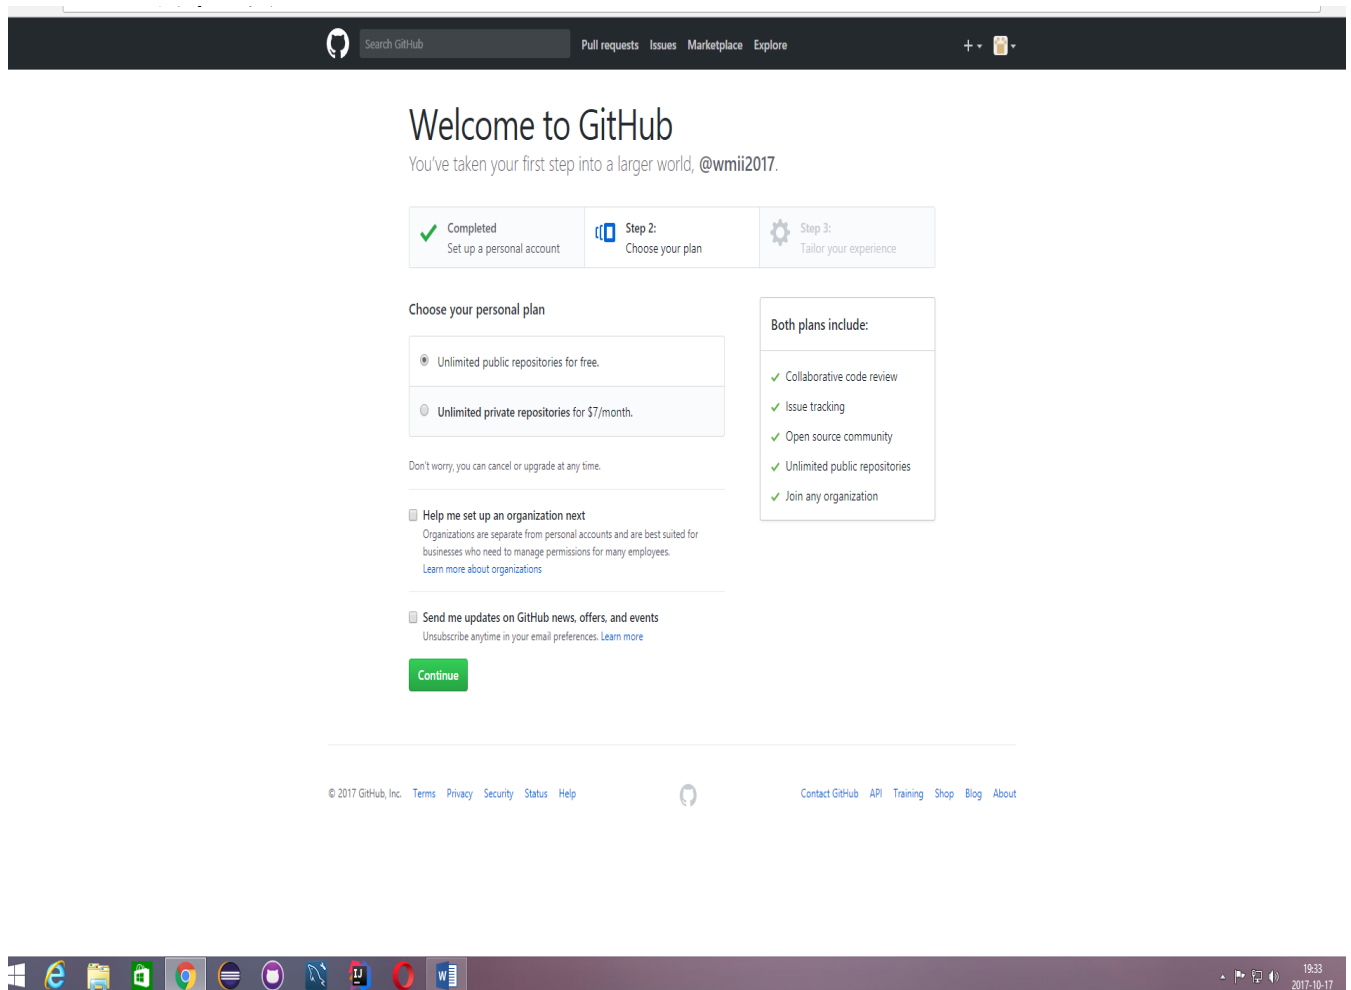 Search GitHub
Pull requests Issues Marketplace Explore
Welcome to GitHub
You've taken your first step into a larger world, @wmii2017.
Completed
Set up a personal account
Step 2:
Choose your plan
Step 3:
Tailor your experience
Choose your personal plan
Unlimited public repositories for free.
Unlimited private repositories for $7/month.
Don't worry, you can cancel or upgrade at any time.
Help me set up an organization next
Organizations are separate from personal accounts and are best suited for
businesses who need to manage permissions for many employees.
Learn more about organizations
Send me updates on GitHub news, offers, and events
Unsubscribe anytime in your email preferences. Learn more
Continue
Both plans include:
Collaborative code review
Issue tracking
Open source community
Unlimited public repositories
Join any organization
© 2017 GitHub, Inc. Terms Privacy Security Status Help
Contact GitHub API Training Shop Blog About
IJ
19:33
2017-10-17